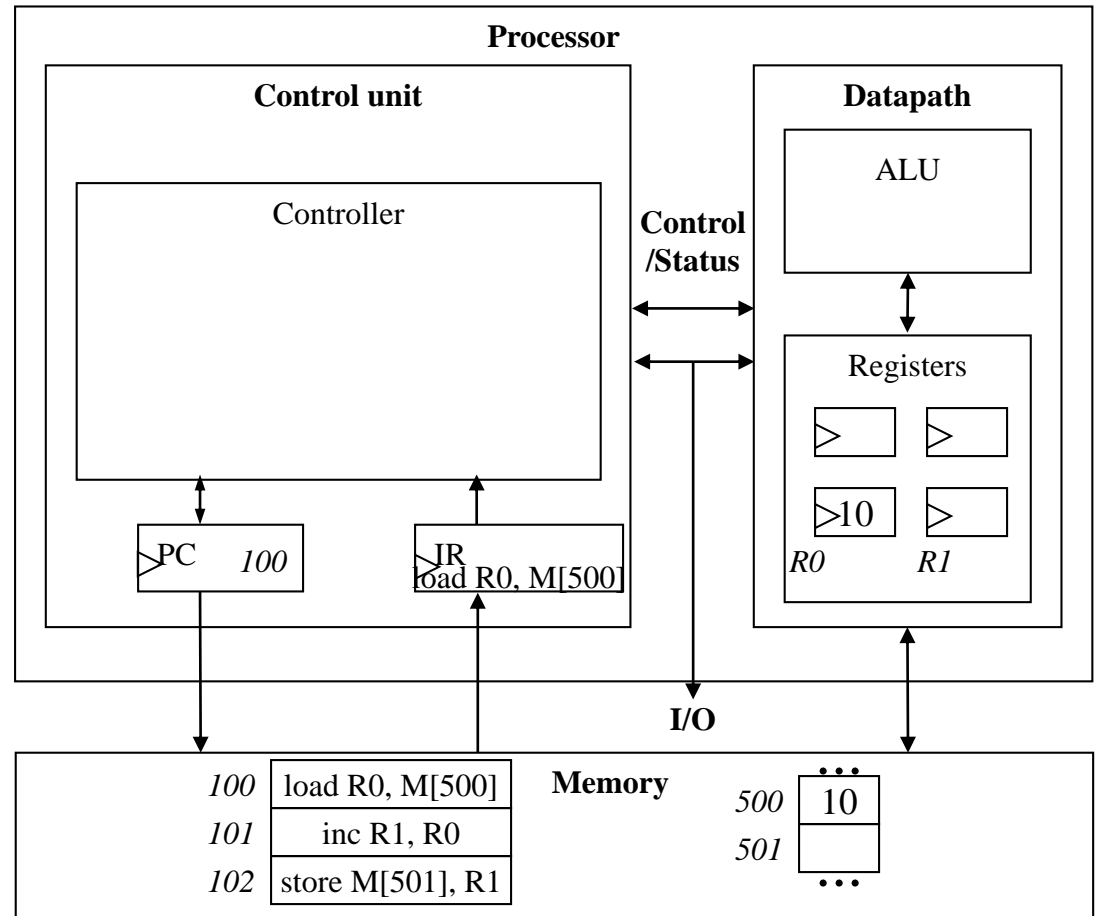 Processor
Control unit
Datapath
ALU
Controller
Control
/Status
Registers
10
R0 R1
PC 100
IR
load R0, M[500]
I/O
Memory
100 load R0, M[500]
101 inc R1, R0
102 store M[501], R1
...
500 10
501
...